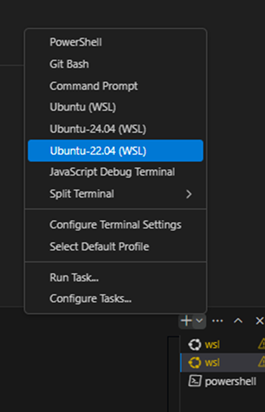 PowerShell
Git Bash
Command Prompt
Ubuntu (WSL)
Ubuntu-24.04 (WSL)
Ubuntu-22.04 (WSL)
JavaScript Debug Terminal
Split Terminal
Configure Terminal Settings
Select Default Profile
Run Task...
Configure Tasks...
wsl
wsl
powershell